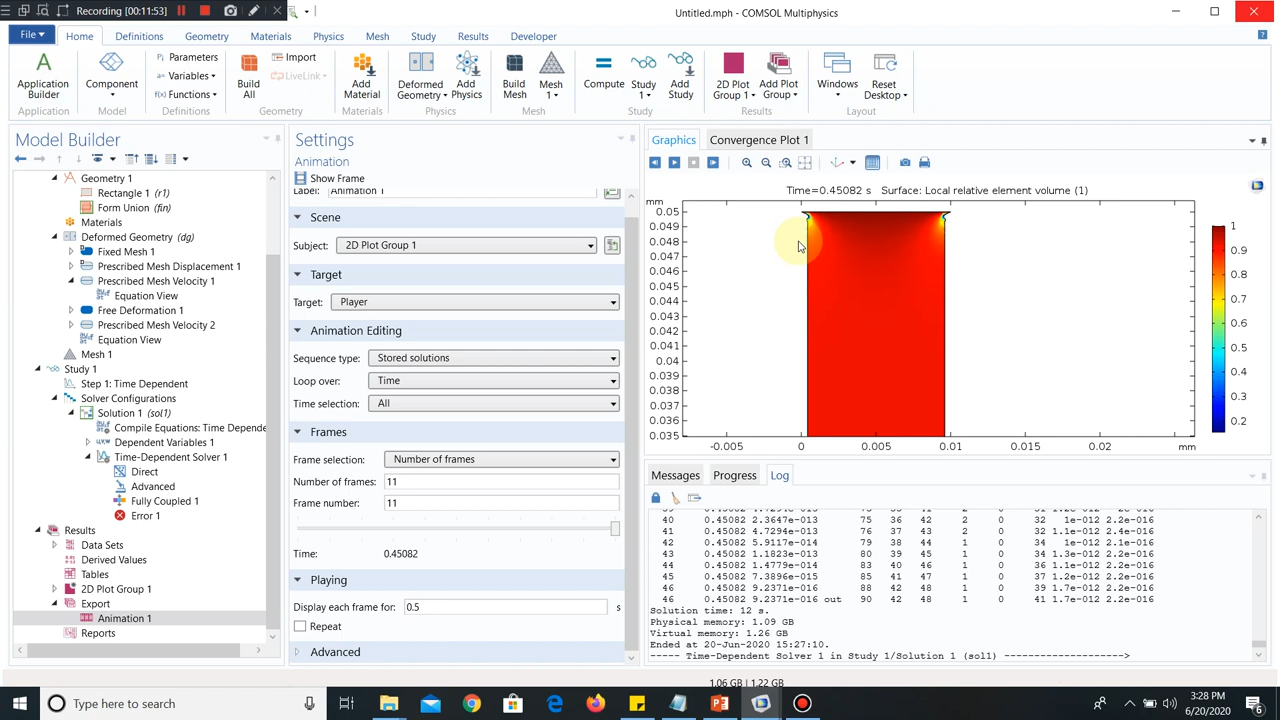 Recording [00:11:53]
Untitled.mph - COMSOL Multiphysics
File
Home
Definitions
Geometry
Materials
Physics
Mesh
Study
Results
Developer
Application Builder
Application
Component
Model
Parameters
Variables
Functions
Definitions
Build All
Import
LiveLink
Geometry
Add Material
Materials
Deformed Geometry
Add Physics
Physics
Build Mesh
Mesh 1
Mesh
Compute
Study 1
Add Study
Study
2D Plot Group 1
Add Plot Group
Results
Windows
Reset Desktop
Layout
Model Builder
Geometry 1
Rectangle 1 (r1)
Form Union (fin)
Materials
Deformed Geometry (dg)
Fixed Mesh 1
Prescribed Mesh Displacement 1
Prescribed Mesh Velocity 1
Equation View
Free Deformation 1
Prescribed Mesh Velocity 2
Equation View
Mesh 1
Study 1
Step 1: Time Dependent
Solver Configurations
Solution 1 (sol1)
Compile Equations: Time Depende
Dependent Variables 1
Time-Dependent Solver 1
Direct
Advanced
Fully Coupled 1
Error 1
Results
Data Sets
Derived Values
Tables
2D Plot Group 1
Export
Animation 1
Reports
Settings
Animation
Show Frame
Label: Animation 1
Scene
Subject: 2D Plot Group 1
Target
Target: Player
Animation Editing
Sequence type: Stored solutions
Loop over: Time
Time selection: All
Frames
Frame selection: Number of frames
Number of frames: 11
Frame number: 11
Time: 0.45082
Playing
Display each frame for: 0.5 s
Repeat
Advanced
Graphics
Convergence Plot 1
Time=0.45082 s Surface: Local relative element volume (1)
mm
0.05
0.049
0.048
0.047
0.046
0.045
0.044
0.043
0.042
0.041
0.04
0.039
0.038
0.037
0.036
0.035
-0.005 0 0.005 0.01 0.015 0.02 mm
1
0.9
0.8
0.7
0.6
0.5
0.4
0.3
0.2
Messages
Progress
Log
40 0.45082 2.3647e-013 75 36 42 2 0 32 1e-012 2.2e-016
41 0.45082 4.7294e-013 76 37 43 2 0 32 1.1e-012 2.4e-016
42 0.45082 5.9117e-014 79 38 44 1 0 34 1e-012 2.2e-016
43 0.45082 1.1823e-013 80 39 45 1 0 34 1.3e-012 2.2e-016
44 0.45082 1.4779e-014 83 40 46 1 0 36 1.1e-012 2.2e-016
45 0.45082 7.3896e-015 85 41 47 1 0 37 1.2e-012 2.2e-016
46 0.45082 9.2371e-016 88 42 48 1 0 39 1.7e-012 2.2e-016
46 0.45082 9.2371e-016 out 90 42 48 1 0 41 1.7e-012 2.2e-016
Solution time: 12 s.
Physical memory: 1.09 GB
Virtual memory: 1.26 GB
Ended at 20-Jun-2020 15:27:10.
----- Time-Dependent Solver 1 in Study 1/Solution 1 (sol1) -------------------->
1.06 GB | 1.22 GB
Type here to search
3:28 PM
6/20/2020
6